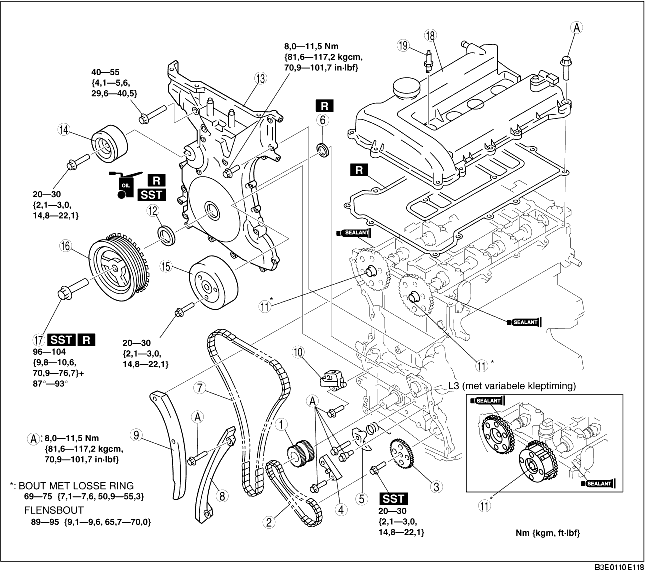 8,0—11,5 Nm
{81,6—117,2 kgcm,
70,9—101,7 in-lbf}
18
A
19
40—55
{4,1—5,6,
29,6—40,5}
13
R
6
14
R
OIL
R
SST
20—30
{2,1—3,0,
14,8—22,1}
12
SEALANT
16
15
11*
SEALANT
17 SST R
96—104
{9,8—10,6,
70,9—76,7}+
87°—93°
20—30
{2,1—3,0,
14,8—22,1}
10
11*
7
L3 (met variabele kleptiming)
SEALANT
A
A
1
A: 8,0—11,5 Nm
{81,6—117,2 kgcm,
70,9—101,7 in-lbf}
9
*: BOUT MET LOSSE RING
69—75 {7,1—7,6, 50,9—55,3}
FLENSBOUT
89—95 {9,1—9,6, 65,7—70,0}
8
2
4
5
3
SST
20—30
{2,1—3,0,
14,8—22,1}
11*
Nm {kgm, ft-lbf}
B3E0110E118